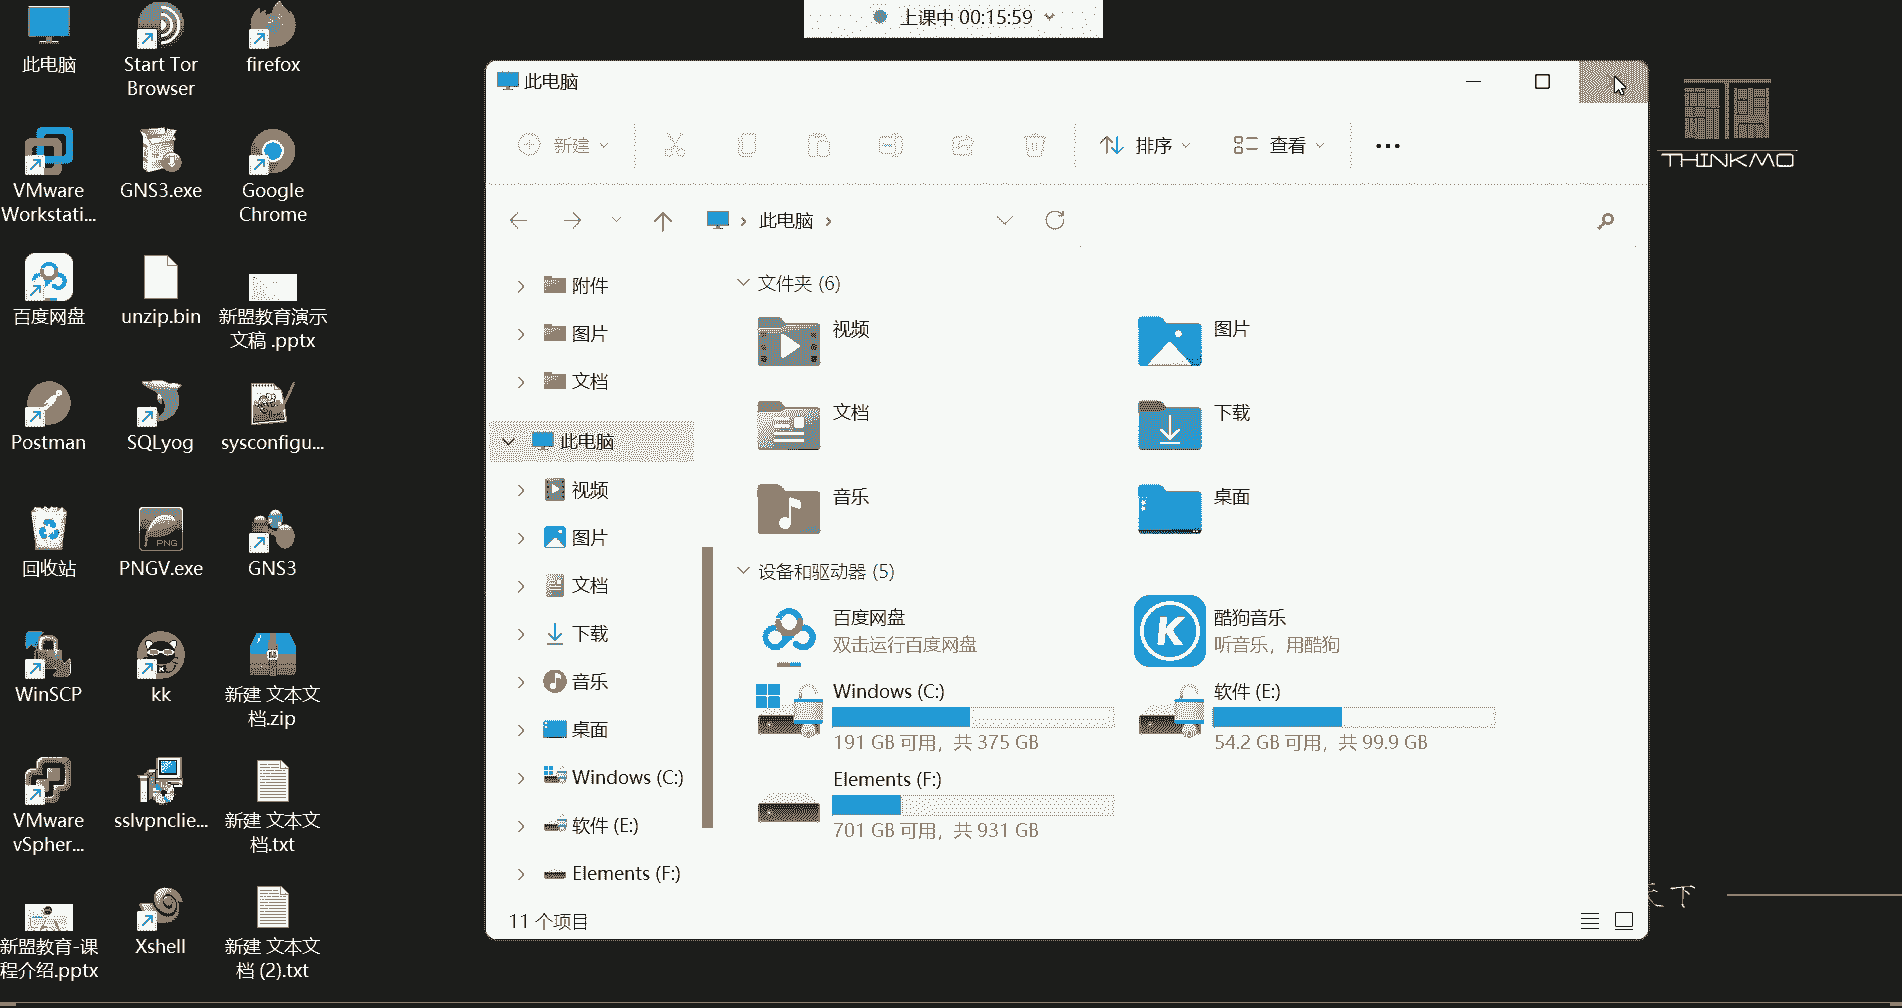 上课中 00:15:59
此电脑
Start Tor
Browser
firefox
VMware
Workstati...
GNS3.exe
Google
Chrome
百度网盘
unzip.bin
新盟教育演示
文稿 .pptx
Postman
SQLyog
sysconfigu...
回收站
PNG
PNGV.exe
GNS3
WinSCP
kk
新建 文本文
档.zip
VMware
vSpher...
sslvpnclie...
新建 文本文
档.txt
新盟教育-课
程介绍.pptx
Xshell
新建 文本文
档 (2).txt
此电脑
新建
排序
查看
此电脑
附件
图片
文档
此电脑
视频
图片
文档
下载
音乐
桌面
Windows (C:)
软件 (E:)
Elements (F:)
文件夹 (6)
视频
图片
文档
下载
音乐
桌面
设备和驱动器 (5)
百度网盘
双击运行百度网盘
K
酷狗音乐
听音乐，用酷狗
Windows (C:)
191 GB 可用，共 375 GB
软件 (E:)
54.2 GB 可用，共 99.9 GB
Elements (F:)
701 GB 可用，共 931 GB
11 个项目
THINKMO
天下